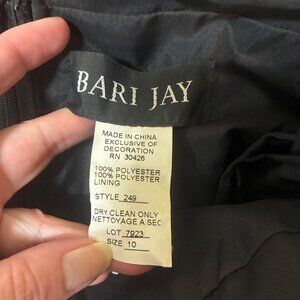 BARI JAY
MADE IN CHINA
EXCLUSIVE OF
DECORATION
RN 30426
100% POLYESTER
100% POLYESTER
LINING
STYLE 249
DRY CLEAN ONLY
NETTOYAGE A SEC
LOT 7923
SIZE 10